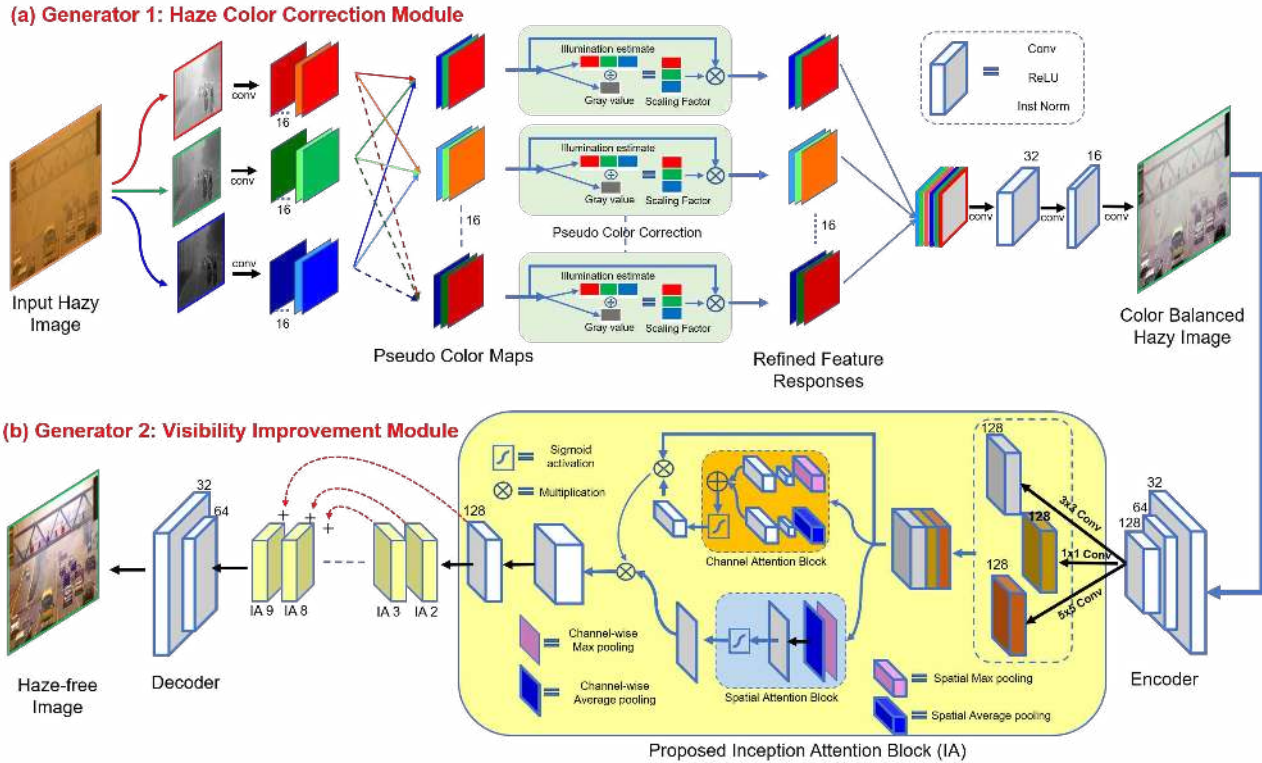 (a) Generator 1: Haze Color Correction Module
Input Hazy
Image
conv
16
conv
16
conv
16
Pseudo Color Maps
16
Illumination estimate
Gray value
Scaling Factor
Illumination estimate
Gray value
Scaling Factor
Pseudo Color Correction
Illumination estimate
Gray value
Scaling Factor
16
Refined Feature
Responses
Conv
ReLU
Inst Norm
conv
32
conv
16
conv
Color Balanced
Hazy Image
(b) Generator 2: Visibility Improvement Module
Haze-free
Image
32
64
Decoder
+
+
+
IA 9
IA 8
IA 3
IA 2
128
Sigmoid
activation
Multiplication
Channel Attention Block
Channel-wise
Max pooling
Channel-wise
Average pooling
Spatial Attention Block
Spatial Max pooling
Spatial Average pooling
128
128
128
3x3 Conv
1x1 Conv
5x5 Conv
32
64
128
Encoder
Proposed Inception Attention Block (IA)